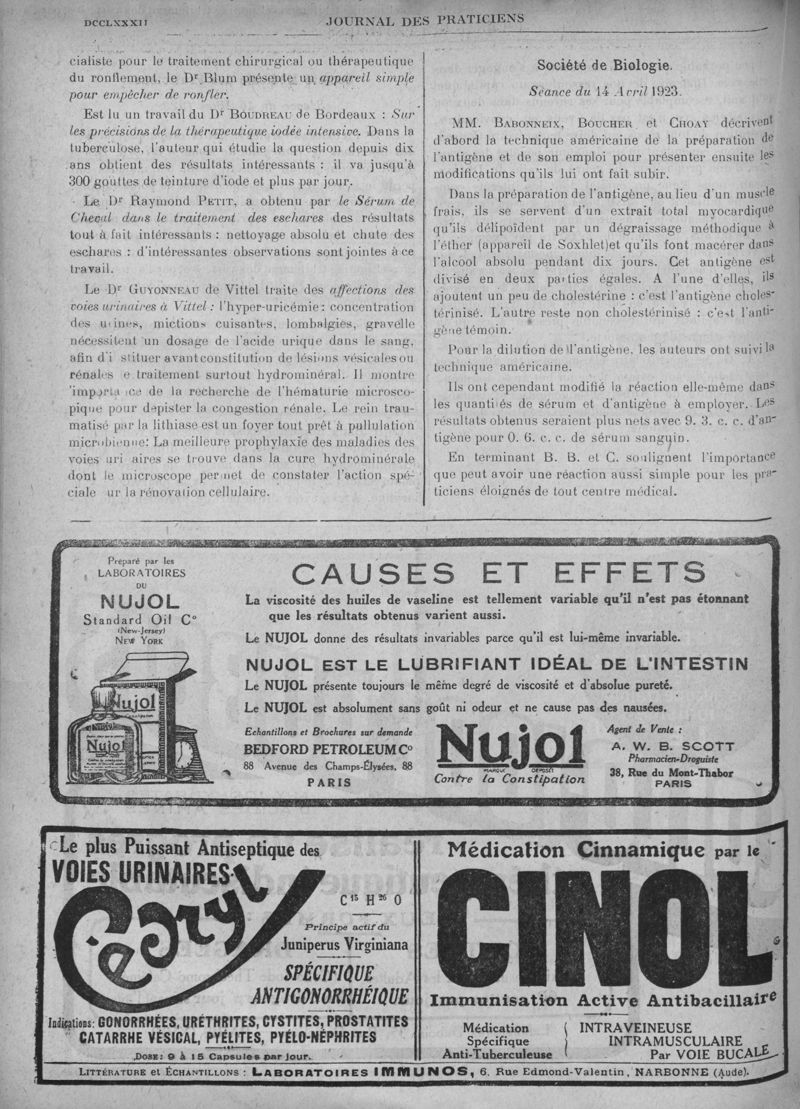 DCCLXXXII
JOURNAL DES PRATICIENS
cialiste pour le traitement chirurgical ou thérapeutique
du ronflement, le Dr Blum présente un appareil simple
pour empêcher de ronfler.
Est lu un travail du Dr BOUDREAU de Bordeaux : Sur
les précisions de la thérapeutique iodée intensive. Dans la
tuberculose, l'auteur qui étudie la question depuis dix
ans obtient des résultats intéressants : il va jusqu'à
300 gouttes de teinture d'iode et plus par jour.
Le Dr Raymond PETIT, a obtenu par le Sérum de
Cheval dans le traitement des eschares des résultats
tout à fait intéressants : nettoyage absolu et chute des
eschares : d'intéressantes observations sont jointes à ce
travail.
Le Dr GUYONNEAU de Vittel traite des affections des
voies urinaires à Vittel : l'hyper-uricémie : concentration
des urines, mictions cuisantes, lombalgies, gravelle
nécessitent un dosage de l'acide urique dans le sang,
afin d'i stituer avant constitution de lésions vésicales ou
rénales e traitement surtout hydrominéral. Il montre
'importa ce de la recherche de l'hématurie microsco-
pique pour dépister la congestion rénale. Le rein trau-
matisé par la lithiase est un foyer tout prêt à pullulation
microbienne: La meilleure prophylaxie des maladies des
voies uri aires se trouve dans la cure hydrominérale
dont le microscope permet de constater l'action spé-
ciale ur la rénovation cellulaire.
Société de Biologie.
Séance du 14 Avril 1923.
MM. BABONNEIX, BOUCHER et CHOAY décrivent
d'abord la technique américaine de la préparation de
l'antigène et de son emploi pour présenter ensuite les
modifications qu'ils lui ont fait subir.
Dans la préparation de l'antigène, au lieu d'un muscle
frais, ils se servent d'un extrait total myocardique
qu'ils délipoïdent par un dégraissage méthodique à
l'éther (appareil de Soxhlet) et qu'ils font macérer dans
l'alcool absolu pendant dix jours. Cet antigène est
divisé en deux parties égales. A l'une d'elles, ils
ajoutent un peu de cholestérine : c'est l'antigène choles-
térinisé. L'autre reste non cholestérinisé : c'est l'anti-
gène témoin.
Pour la dilution de l'antigène, les auteurs ont suivi la
technique américaine.
Ils ont cependant modifié la réaction elle-même dans
les quantités de sérum et d'antigène à employer. Les
résultats obtenus seraient plus nets avec 9. 3. c. c. d'an-
tigène pour 0. 6. c. c. de sérum sanguin.
En terminant B. B. et C. soulignent l'importance
que peut avoir une réaction aussi simple pour les pra-
ticiens éloignés de tout centre médical.
Préparé par les
LABORATOIRES
DU
NUJOL
Standard Oil Co
(New-Jersey)
NEW YORK
Nujol
Nujol
CAUSES ET EFFETS
La viscosité des huiles de vaseline est tellement variable qu'il n'est pas étonnant
que les résultats obtenus varient aussi.
Le NUJOL donne des résultats invariables parce qu'il est lui-même invariable.
NUJOL EST LE LUBRIFIANT IDÉAL DE L'INTESTIN
Le NUJOL présente toujours le même degré de viscosité et d'absolue pureté.
Le NUJOL est absolument sans goût ni odeur et ne cause pas des nausées.
Echantillons et Brochures sur demande
BEDFORD PETROLEUM Co
88 Avenue des Champs-Élysées, 88
PARIS
Nujol
MARQUE DÉPOSÉE
Contre la Constipation
Agent de Vente :
A. W. B. SCOTT
Pharmacien-Droguiste
38, Rue du Mont-Thabor
PARIS
Le plus Puissant Antiseptique des
VOIES URINAIRES
Cedryl
C15 H26 O
Principe actif du
Juniperus Virginiana
SPÉCIFIQUE
ANTIGONORRHÉIQUE
Indications: GONORRHÉES, URÉTHRITES, CYSTITES, PROSTATITES
CATARRHE VÉSICAL, PYÉLITES, PYÉLO-NÉPHRITES
DOSE: 9 à 15 Capsules par jour.
Médication Cinnamique par le
CINOL
Immunisation Active Antibacillaire
Médication
Spécifique
Anti-Tuberculeuse
INTRAVEINEUSE
INTRAMUSCULAIRE
Par VOIE BUCALE
LITTÉRATURE et ÉCHANTILLONS : LABORATOIRES IMMUNOS, 6, Rue Edmond-Valentin, NARBONNE (Aude).